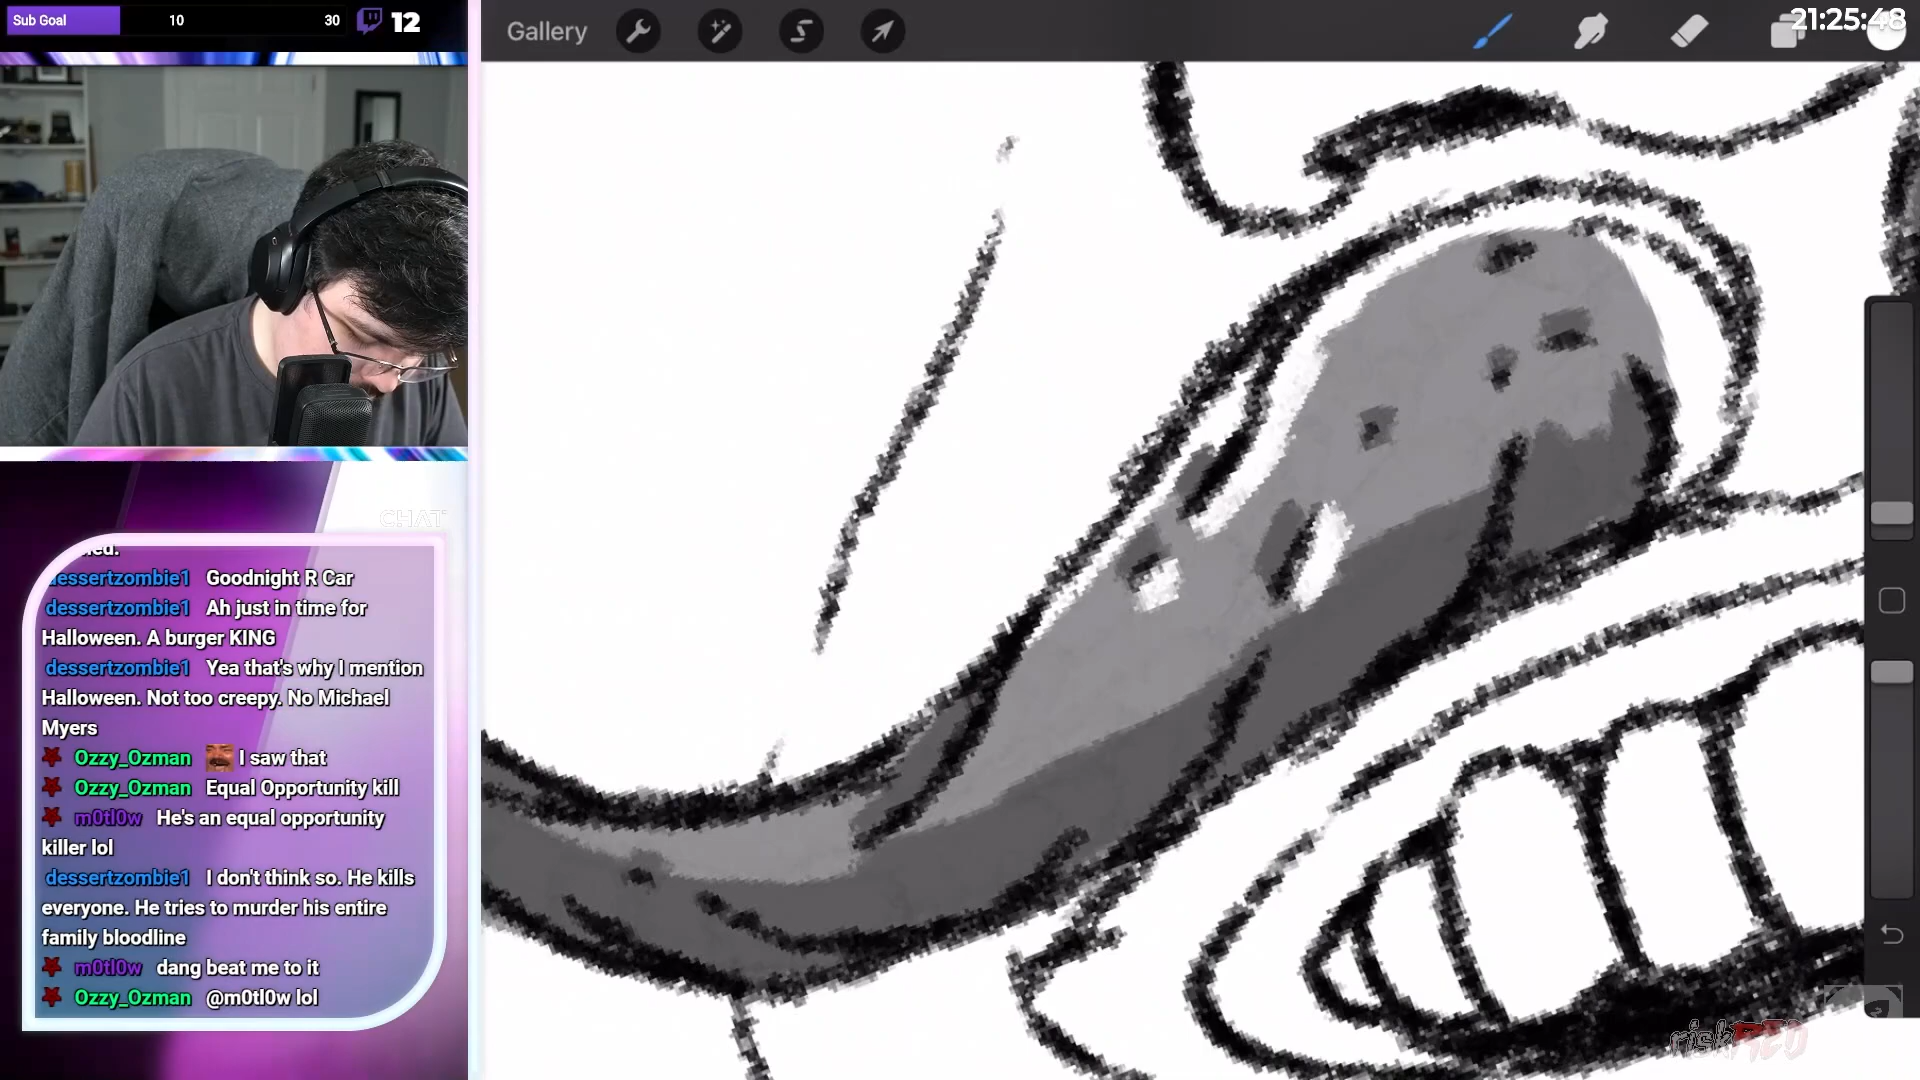 Sub Goal 10 30 12
Gallery
21:25:48
CHAT
dessertzombie1 Goodnight R Car
dessertzombie1 Ah just in time for
Halloween. A burger KING
dessertzombie1 Yea that's why I mention
Halloween. Not too creepy. No Michael
Myers
Ozzy_Ozman I saw that
Ozzy_Ozman Equal Opportunity kill
m0tl0w He's an equal opportunity
killer lol
dessertzombie1 I don't think so. He kills
everyone. He tries to murder his entire
family bloodline
m0tl0w dang beat me to it
Ozzy_Ozman @m0tl0w lol
riskRED